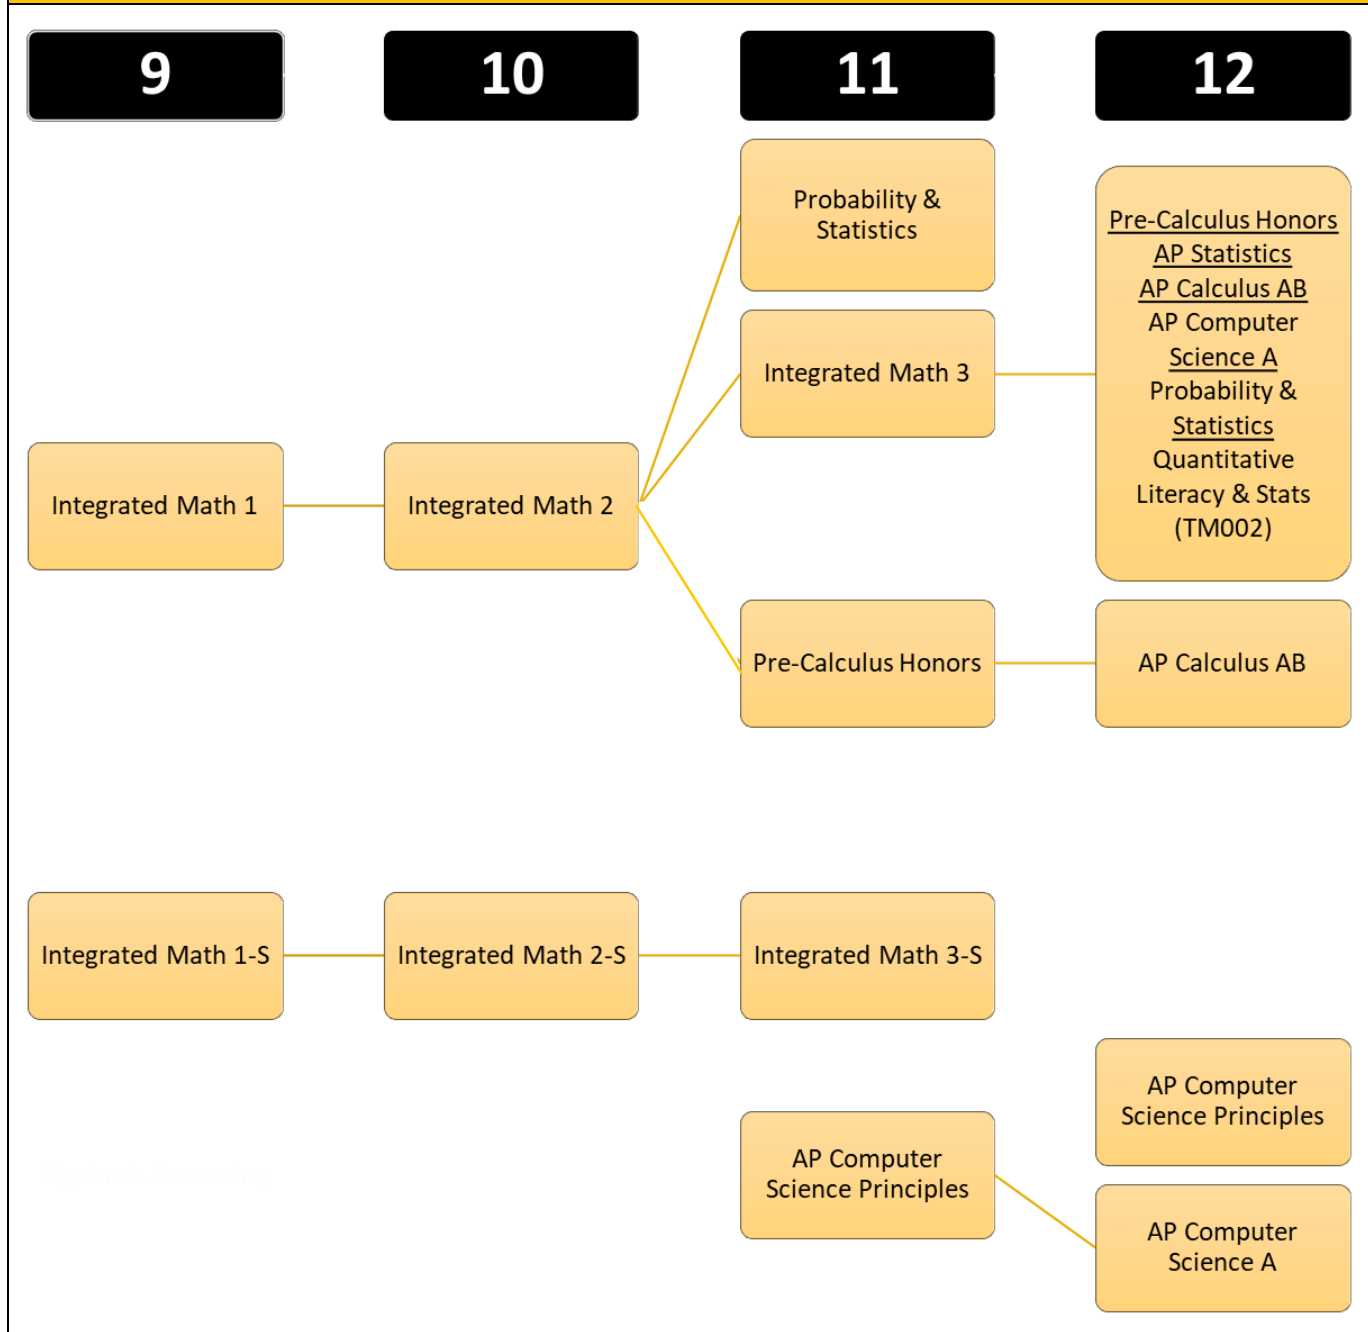 9
10
11
12
Probability &
Statistics
Integrated Math 3
Pre-Calculus Honors
AP Statistics
AP Calculus AB
AP Computer
Science A
Probability &
Statistics
Quantitative
Literacy & Stats
(TM002)
Integrated Math 1
Integrated Math 2
Pre-Calculus Honors
AP Calculus AB
Integrated Math 1-S
Integrated Math 2-S
Integrated Math 3-S
AP Computer
Science Principles
AP Computer
Science Principles
AP Computer
Science A